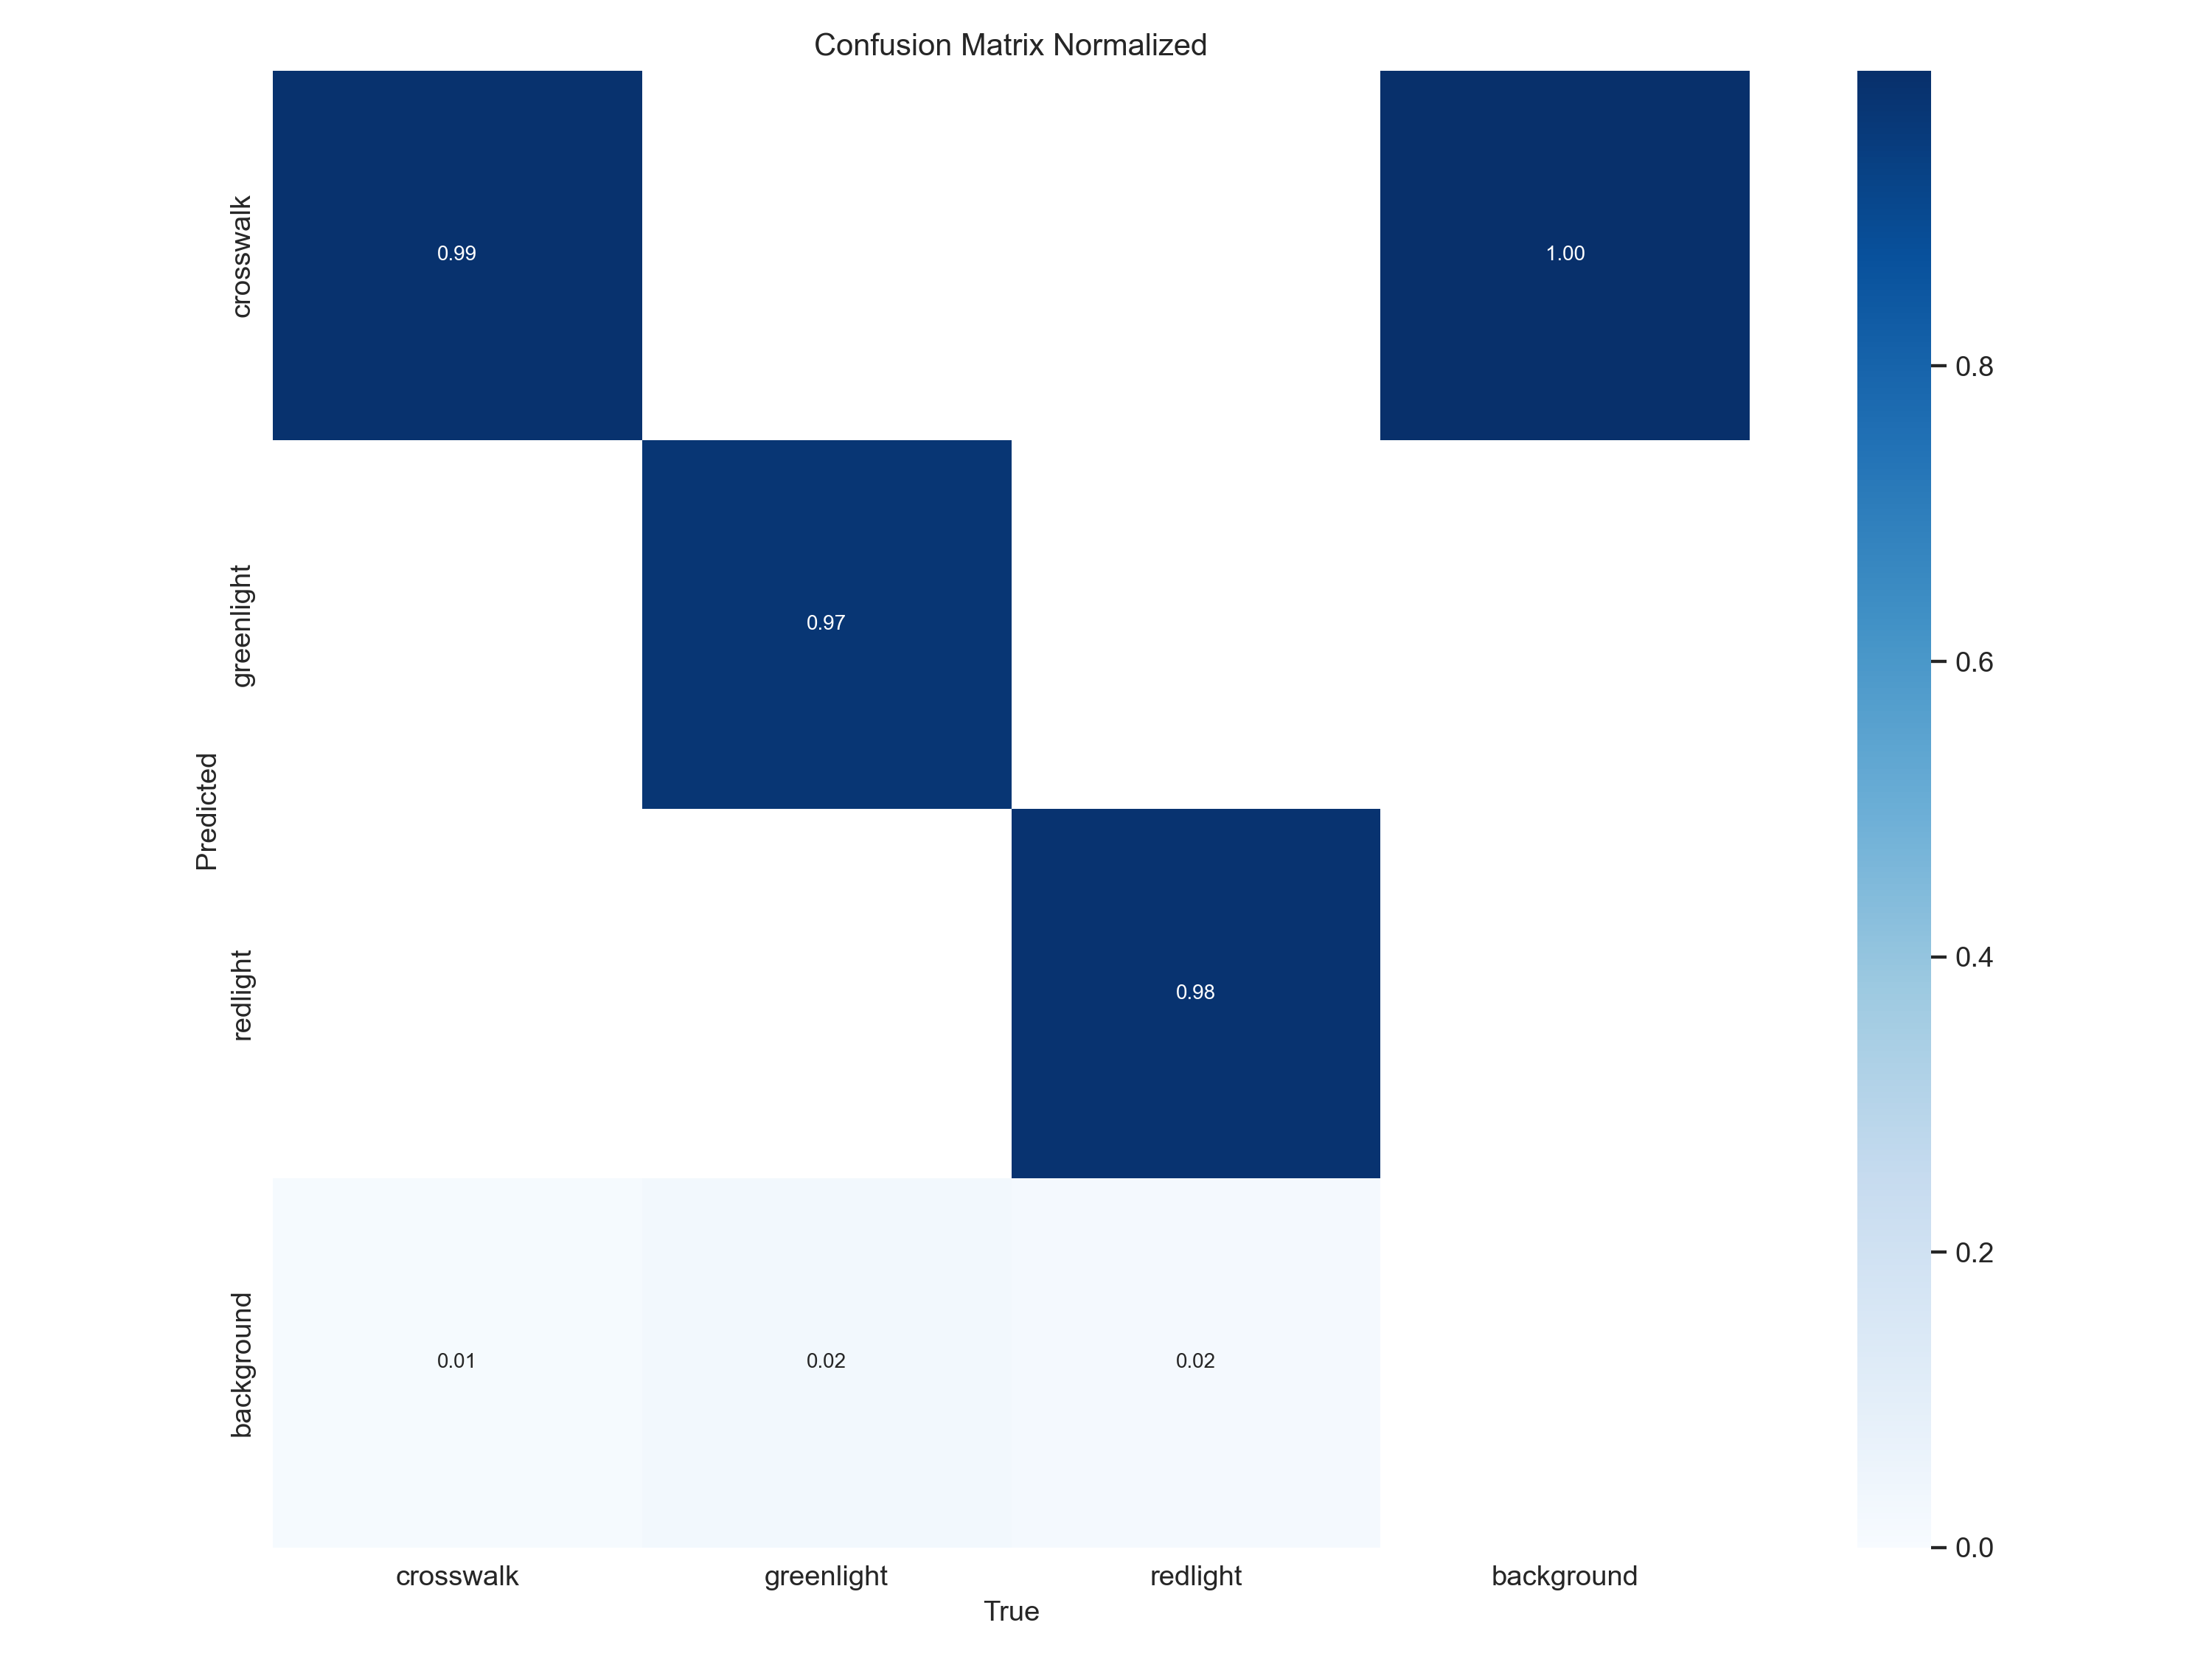 Confusion Matrix Normalized
crosswalk
0.99
1.00
0.8
greenlight
0.97
0.6
Predicted
redlight
0.98
0.4
0.2
background
0.01
0.02
0.02
0.0
crosswalk
greenlight
redlight
background
True